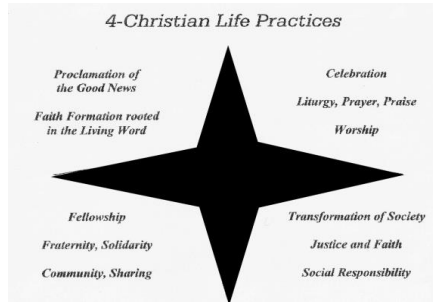 4-Christian Life Practices
Proclamation of
the Good News
Faith Formation rooted
in the Living Word
Celebration
Liturgy, Prayer, Praise
Worship
Fellowship
Fraternity, Solidarity
Community, Sharing
Transformation of Society
Justice and Faith
Social Responsibility